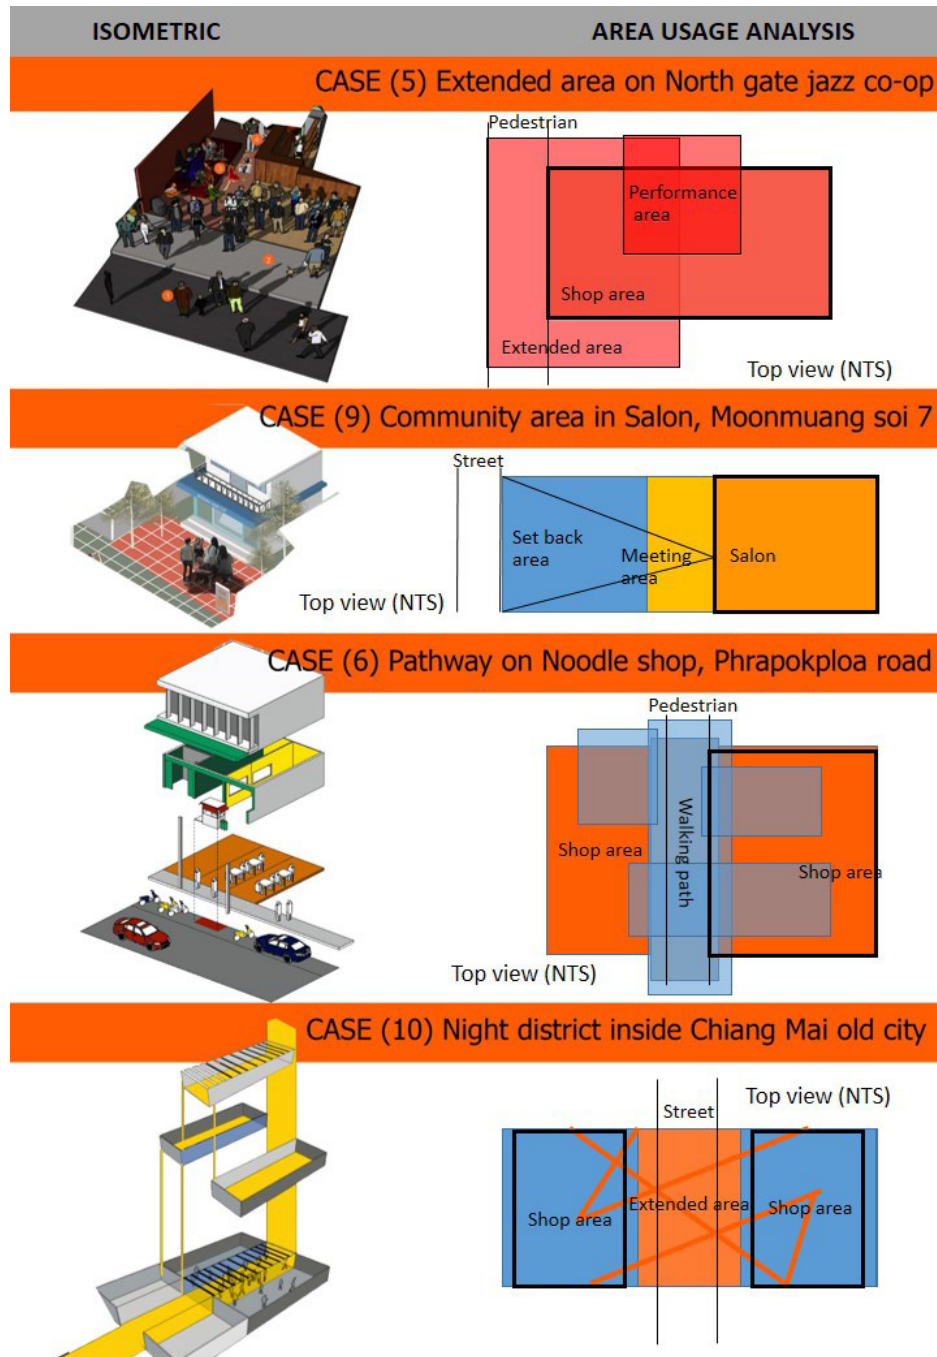 ISOMETRIC
AREA USAGE ANALYSIS
CASE (5) Extended area on North gate jazz co-op
Pedestrian
Performance
area
Shop area
Extended area
Top view (NTS)
CASE (9) Community area in Salon, Moonmuang soi 7
Street
Set back
area
Meeting
area
Salon
Top view (NTS)
CASE (6) Pathway on Noodle shop, Phrapokploa road
Pedestrian
Shop area
Walking path
Shop area
Top view (NTS)
CASE (10) Night district inside Chiang Mai old city
Top view (NTS)
Street
Shop area
Extended area
Shop area